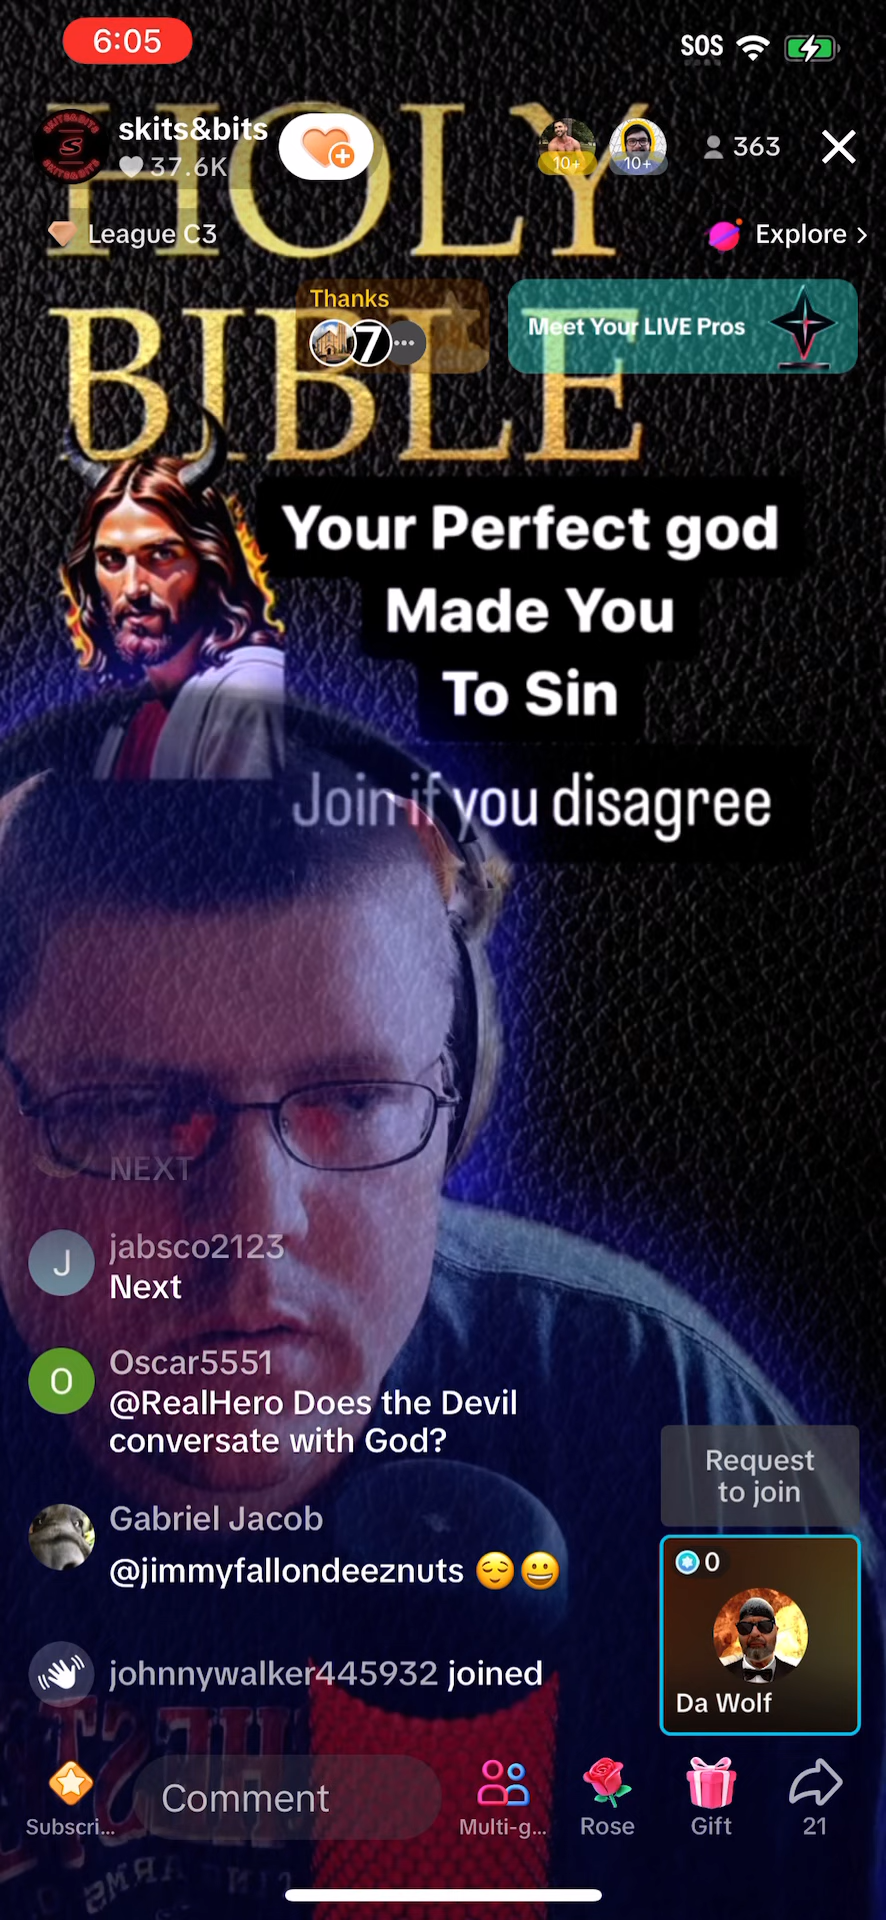 6:05
SOS
HOLY
skits&bits
37.6K
10+
10+
363
League C3
Explore >
BIBLE
Thanks
7
Meet Your LIVE Pros
Your Perfect god
Made You
To Sin
Join if you disagree
NEXT
J
jabsco2123
Next
O
Oscar5551
@RealHero Does the Devil
conversate with God?
Request
to join
Gabriel Jacob
@jimmyfallondeeznuts 😌😀
0
johnnywalker445932 joined
Da Wolf
Comment
Subscri...
Multi-g...
Rose
Gift
21